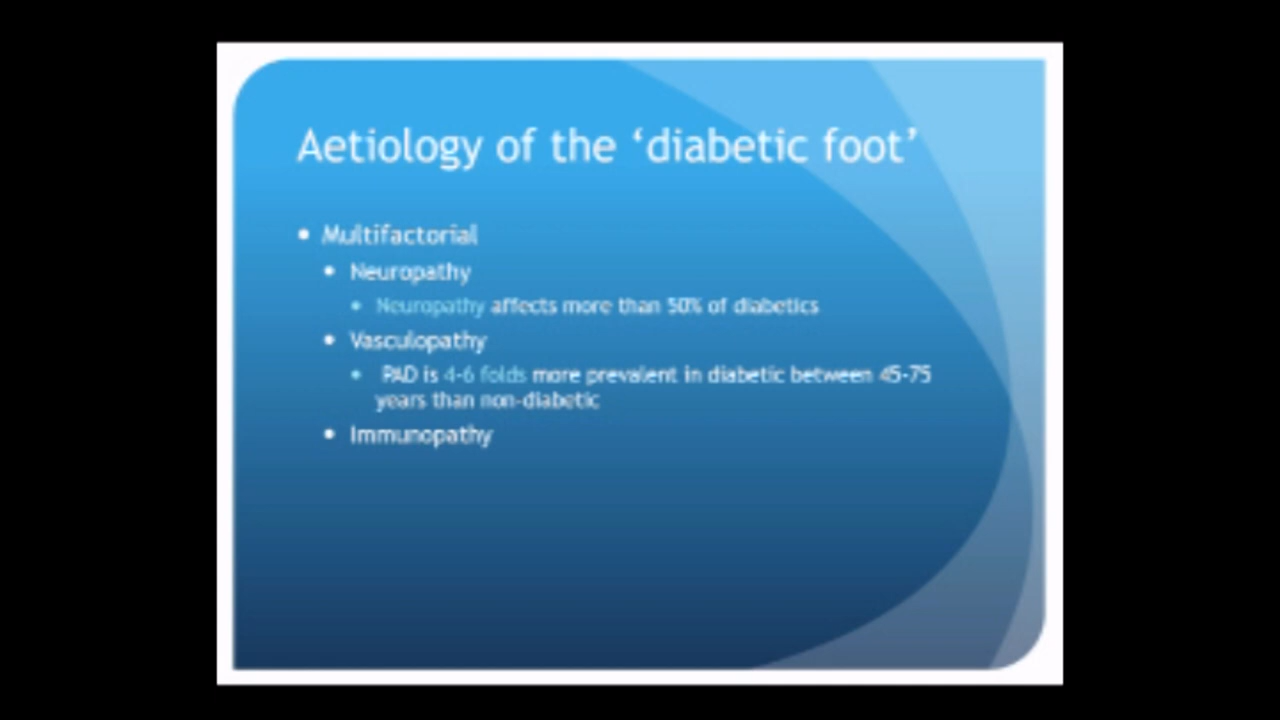 Aetiology of the ‘diabetic foot’
• Multifactorial
• Neuropathy
• Neuropathy affects more than 50% of diabetics
• Vasculopathy
• PAD is 4-6 folds more prevalent in diabetic between 45-75
years than non-diabetic
• Immunopathy